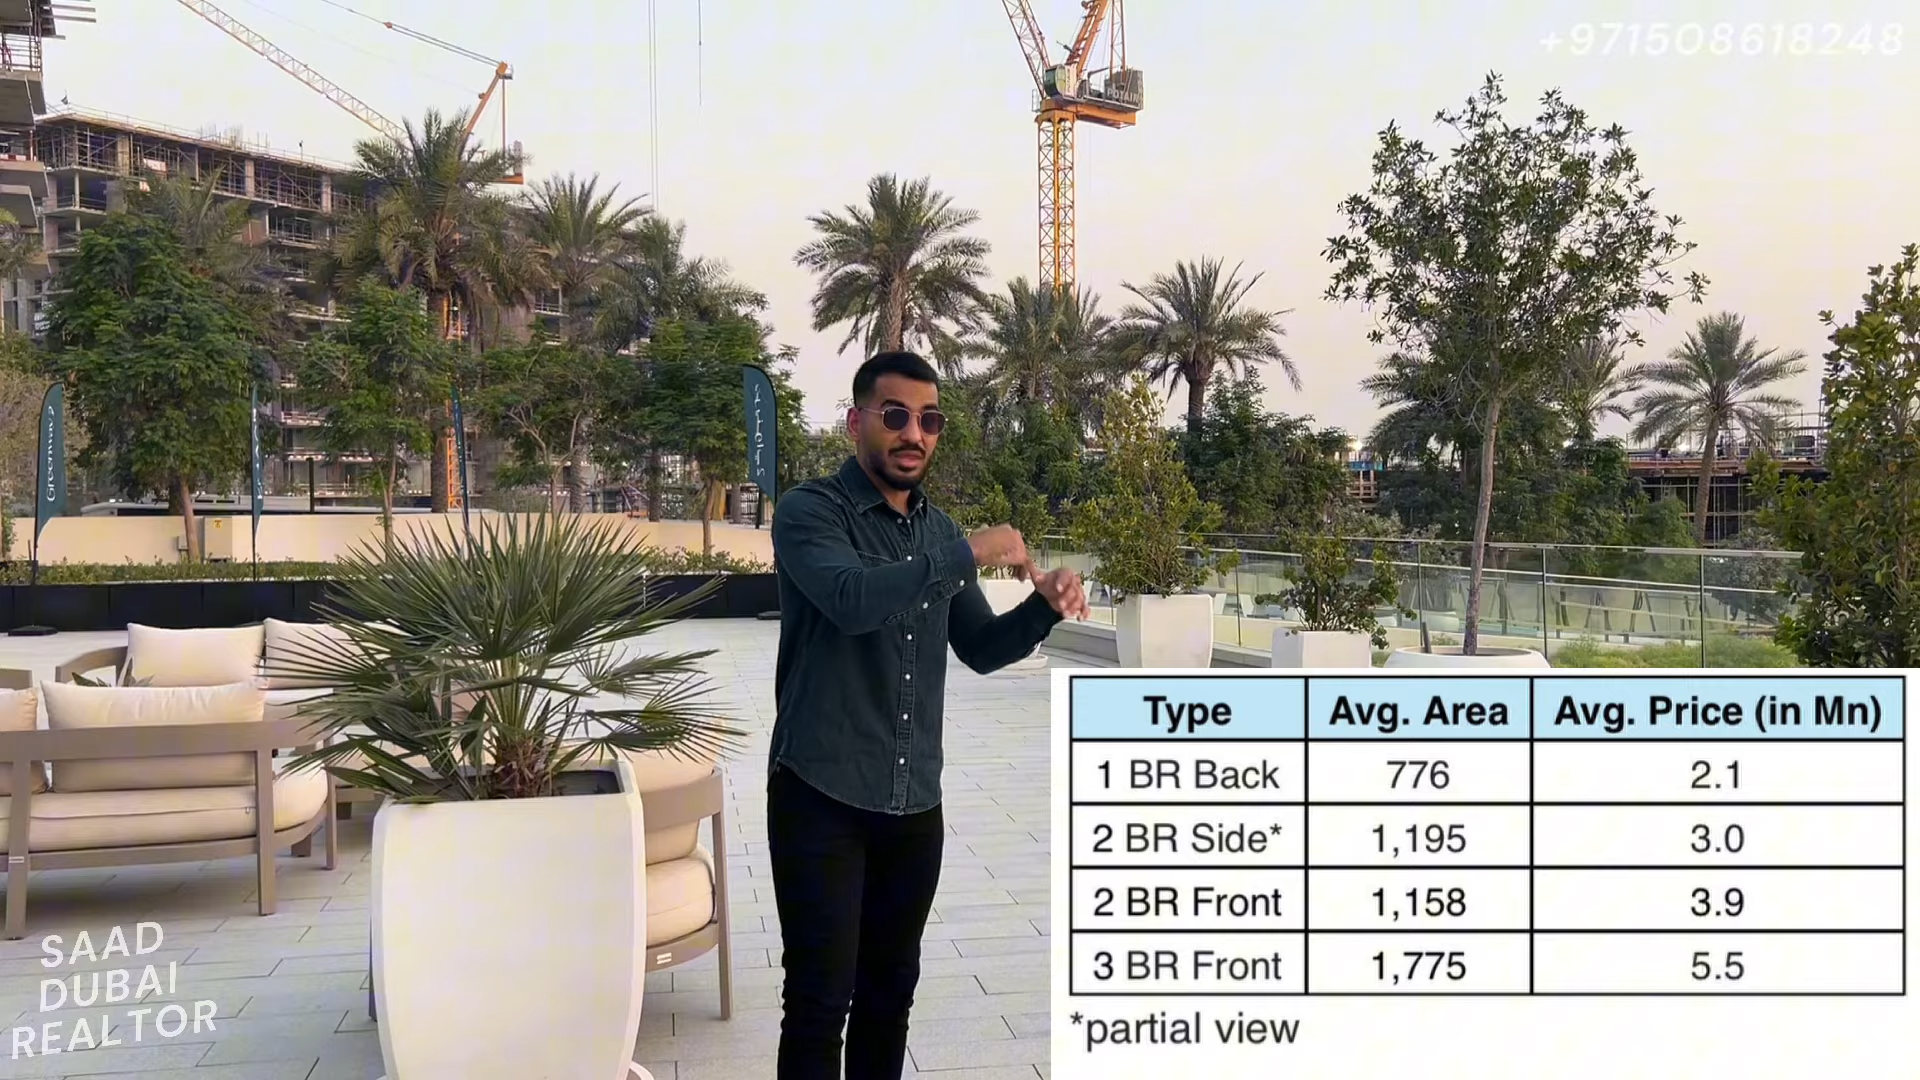 +971508618248
POTAIN
Greenway2
SAAD
DUBAI
REALTOR
Type Avg. Area Avg. Price (in Mn)
1 BR Back 776 2.1
2 BR Side* 1,195 3.0
2 BR Front 1,158 3.9
3 BR Front 1,775 5.5
*partial view